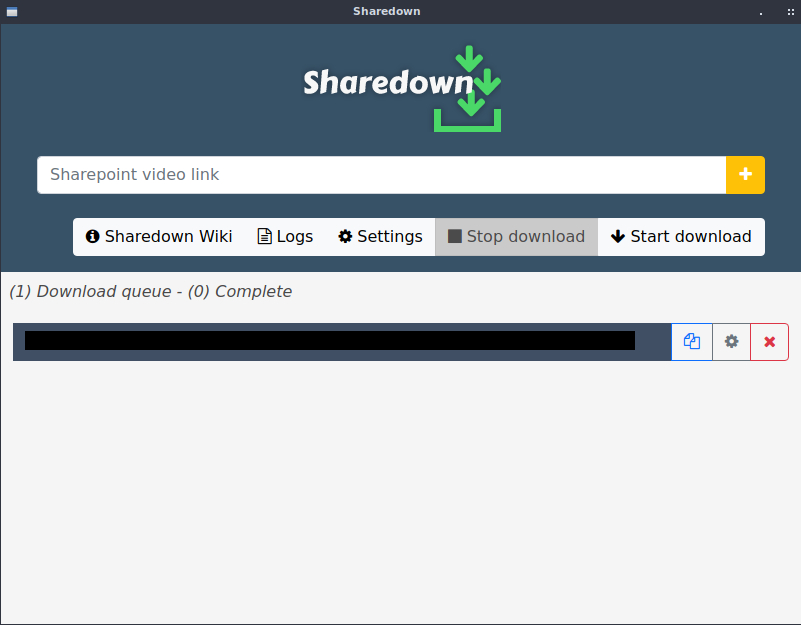 Sharedown
Sharedown
Sharepoint video link
Sharedown Wiki Logs Settings Stop download Start download
(1) Download queue - (0) Complete